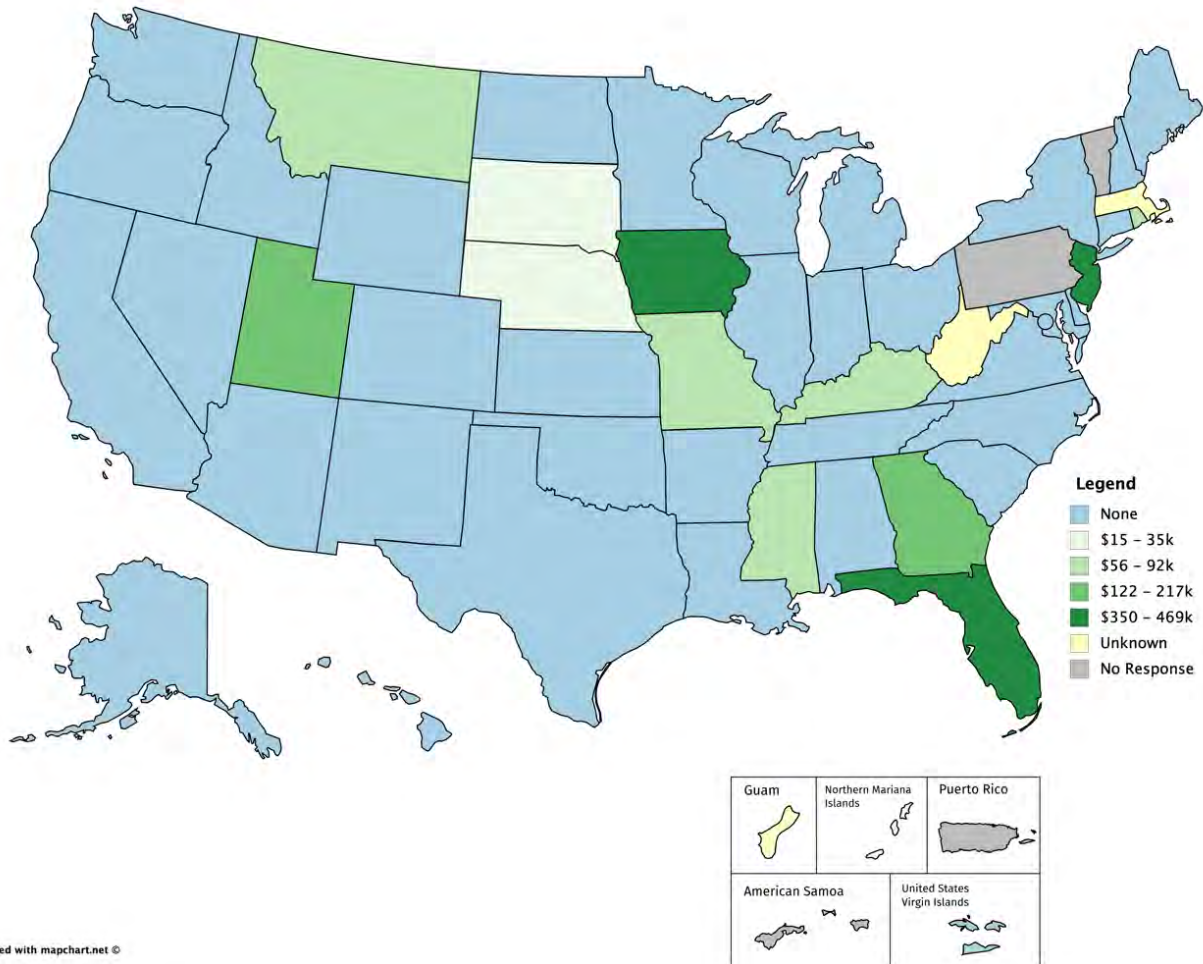 Legend
None
$15 – 35k
$56 – 92k
$122 – 217k
$350 – 469k
Unknown
No Response
Guam
Northern Mariana
Islands
Puerto Rico
American Samoa
United States
Virgin Islands
ed with mapchart.net ©